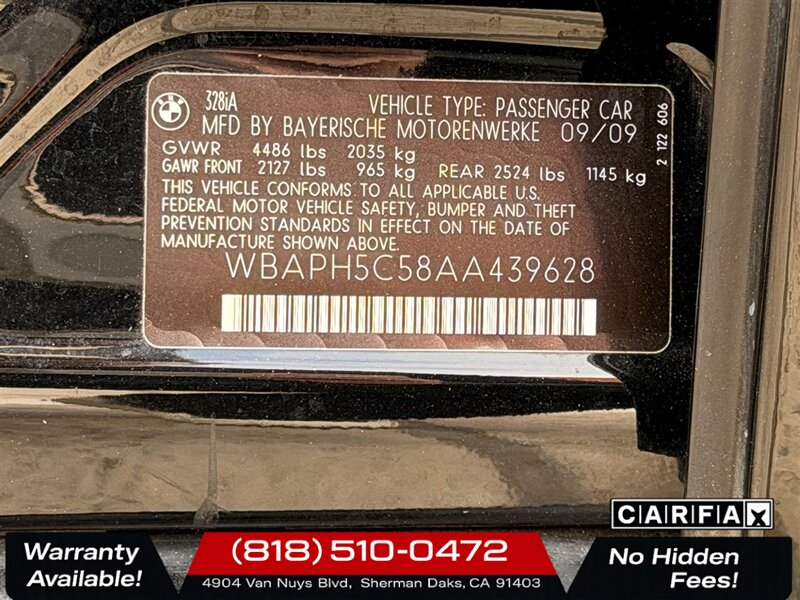 BMW
328iA
VEHICLE TYPE: PASSENGER CAR
MFD BY BAYERISCHE MOTORENWERKE 09/09
GVWR 4486 lbs 2035 kg
GAWR FRONT 2127 lbs 965 kg REAR 2524 lbs 1145 kg
THIS VEHICLE CONFORMS TO ALL APPLICABLE U.S.
FEDERAL MOTOR VEHICLE SAFETY, BUMPER AND THEFT
PREVENTION STANDARDS IN EFFECT ON THE DATE OF
MANUFACTURE SHOWN ABOVE.
WBAPH5C58AA439628
2 122 606
CARFAX
Warranty
Available!
(818) 510-0472
4904 Van Nuys Blvd, Sherman Daks, CA 91403
No Hidden
Fees!